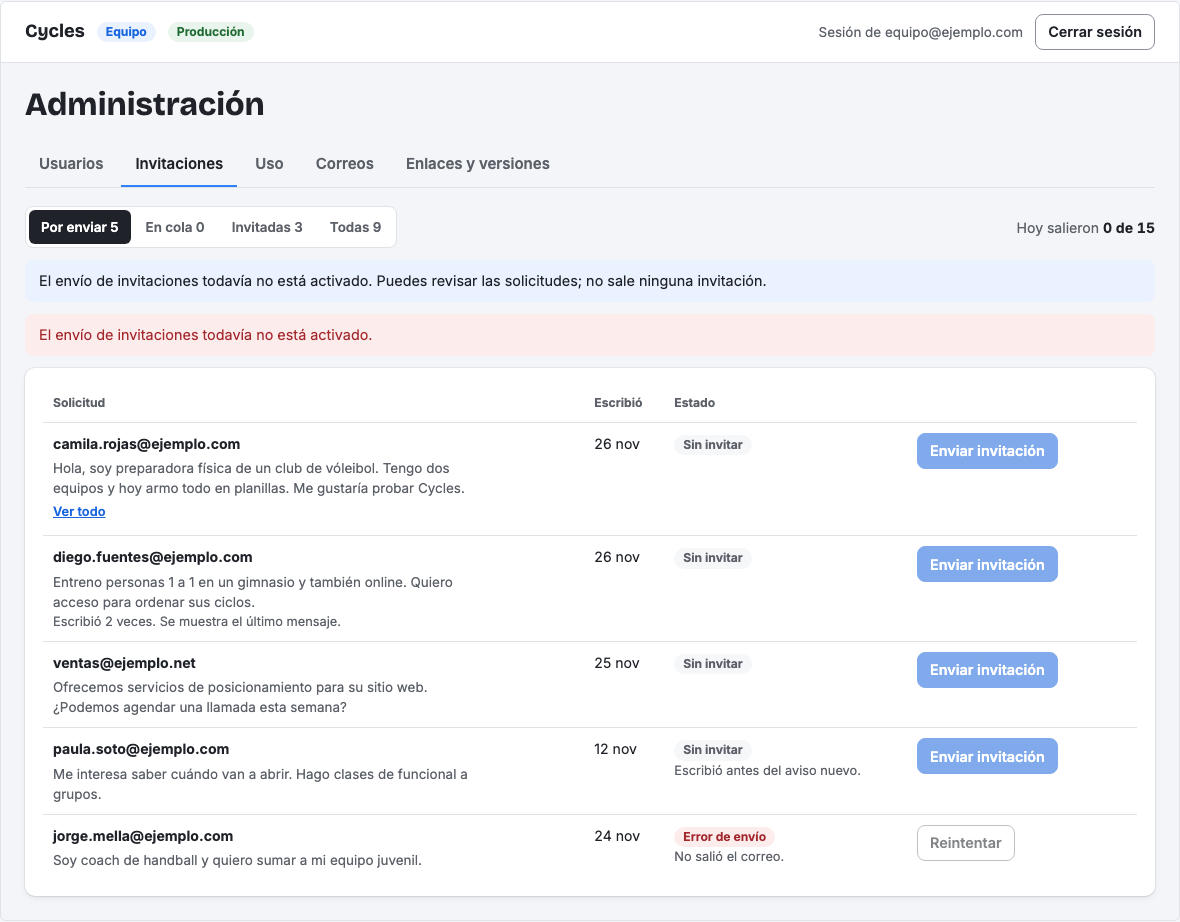 Cycles Equipo Producción Sesión de equipo@ejemplo.com Cerrar sesión
Administración
Usuarios Invitaciones Uso Correos Enlaces y versiones
Por enviar 5 En cola 0 Invitadas 3 Todas 9 Hoy salieron 0 de 15
El envío de invitaciones todavía no está activado. Puedes revisar las solicitudes; no sale ninguna invitación.
El envío de invitaciones todavía no está activado.
Solicitud Escribió Estado
camila.rojas@ejemplo.com 26 nov Sin invitar Enviar invitación
Hola, soy preparadora física de un club de vóleibol. Tengo dos
equipos y hoy armo todo en planillas. Me gustaría probar Cycles.
Ver todo
diego.fuentes@ejemplo.com 26 nov Sin invitar Enviar invitación
Entreno personas 1 a 1 en un gimnasio y también online. Quiero
acceso para ordenar sus ciclos.
Escribió 2 veces. Se muestra el último mensaje.
ventas@ejemplo.net 25 nov Sin invitar Enviar invitación
Ofrecemos servicios de posicionamiento para su sitio web.
¿Podemos agendar una llamada esta semana?
paula.soto@ejemplo.com 12 nov Sin invitar Enviar invitación
Escribió antes del aviso nuevo.
Me interesa saber cuándo van a abrir. Hago clases de funcional a
grupos.
jorge.mella@ejemplo.com 24 nov Error de envío Reintentar
No salió el correo.
Soy coach de handball y quiero sumar a mi equipo juvenil.